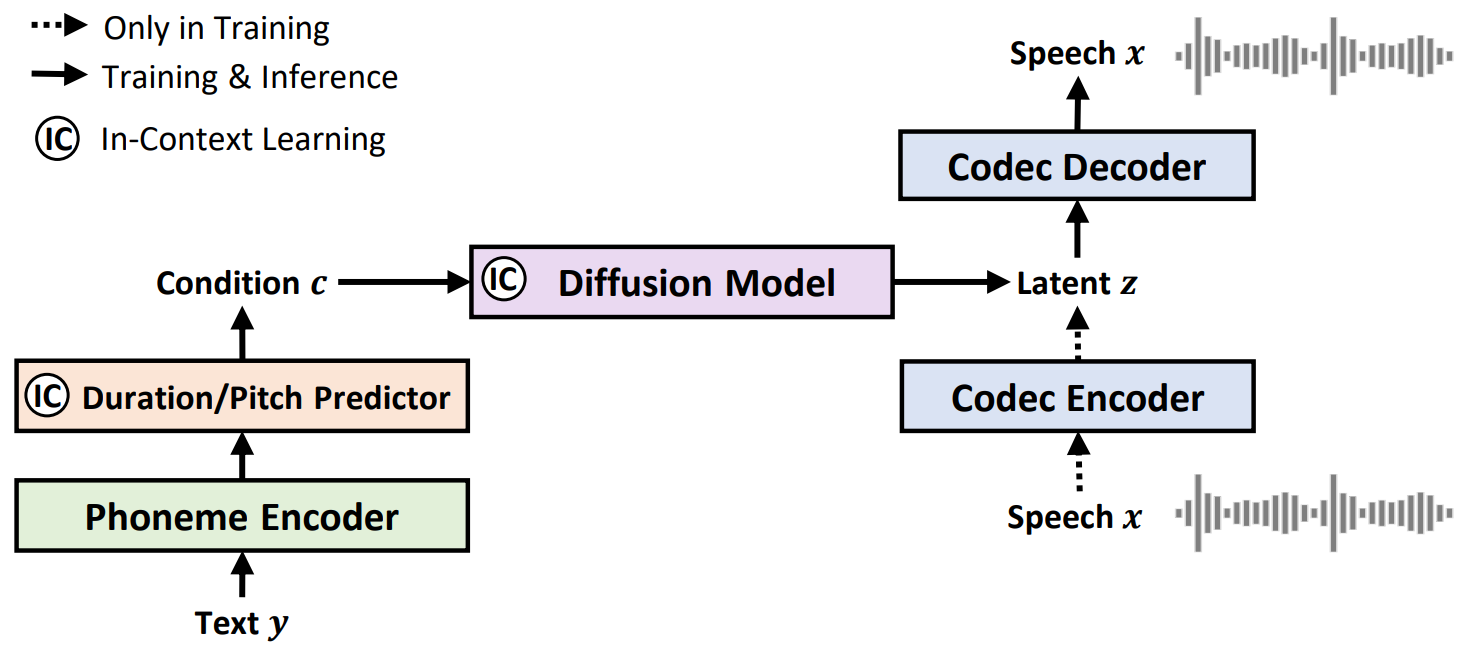 Only in Training
Training & Inference
IC In-Context Learning
Speech x
Codec Decoder
Condition c
IC Diffusion Model
Latent z
IC Duration/Pitch Predictor
Codec Encoder
Phoneme Encoder
Speech x
Text y